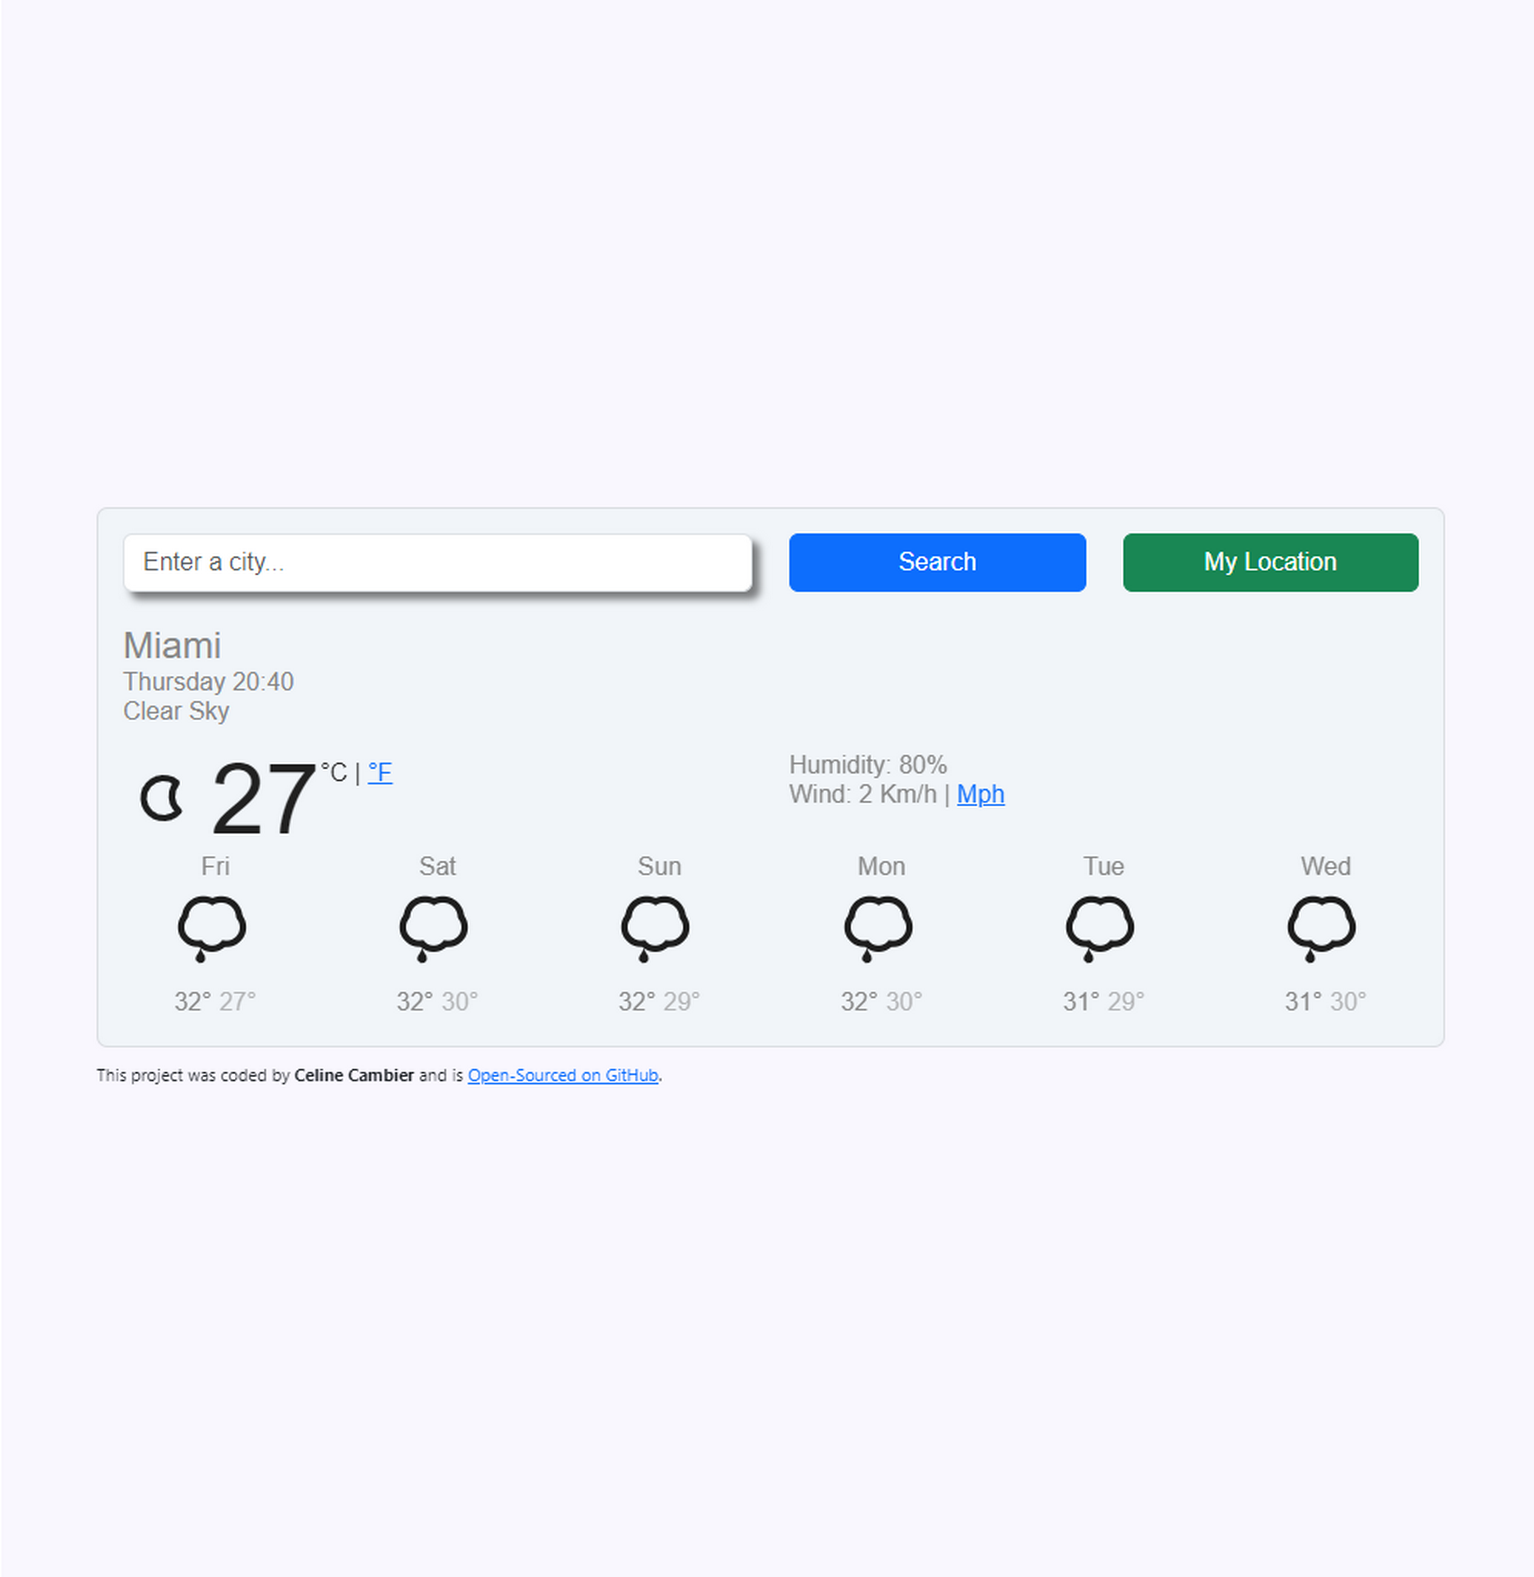 Enter a city...
Search
My Location
Miami
Thursday 20:40
Clear Sky
27 °C | °F
Humidity: 80%
Wind: 2 Km/h | Mph
Fri Sat Sun Mon Tue Wed
32° 27° 32° 30° 32° 29° 32° 30° 31° 29° 31° 30°
This project was coded by Celine Cambier and is Open-Sourced on GitHub.